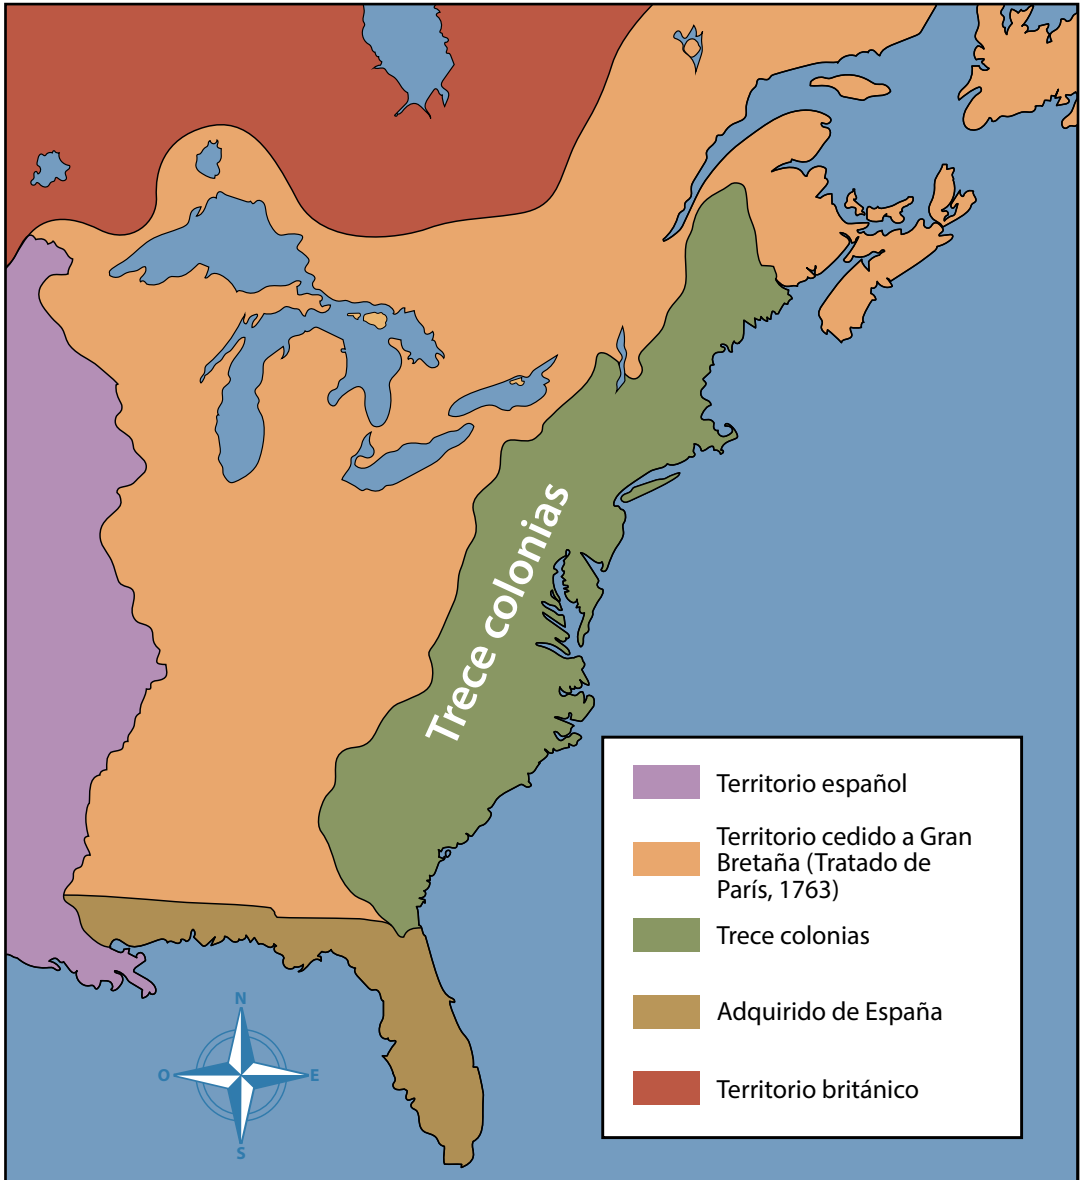 Trece colonias
Territorio español
Territorio cedido a Gran
Bretaña (Tratado de
París, 1763)
Trece colonias
Adquirido de España
Territorio británico
N
O
E
S